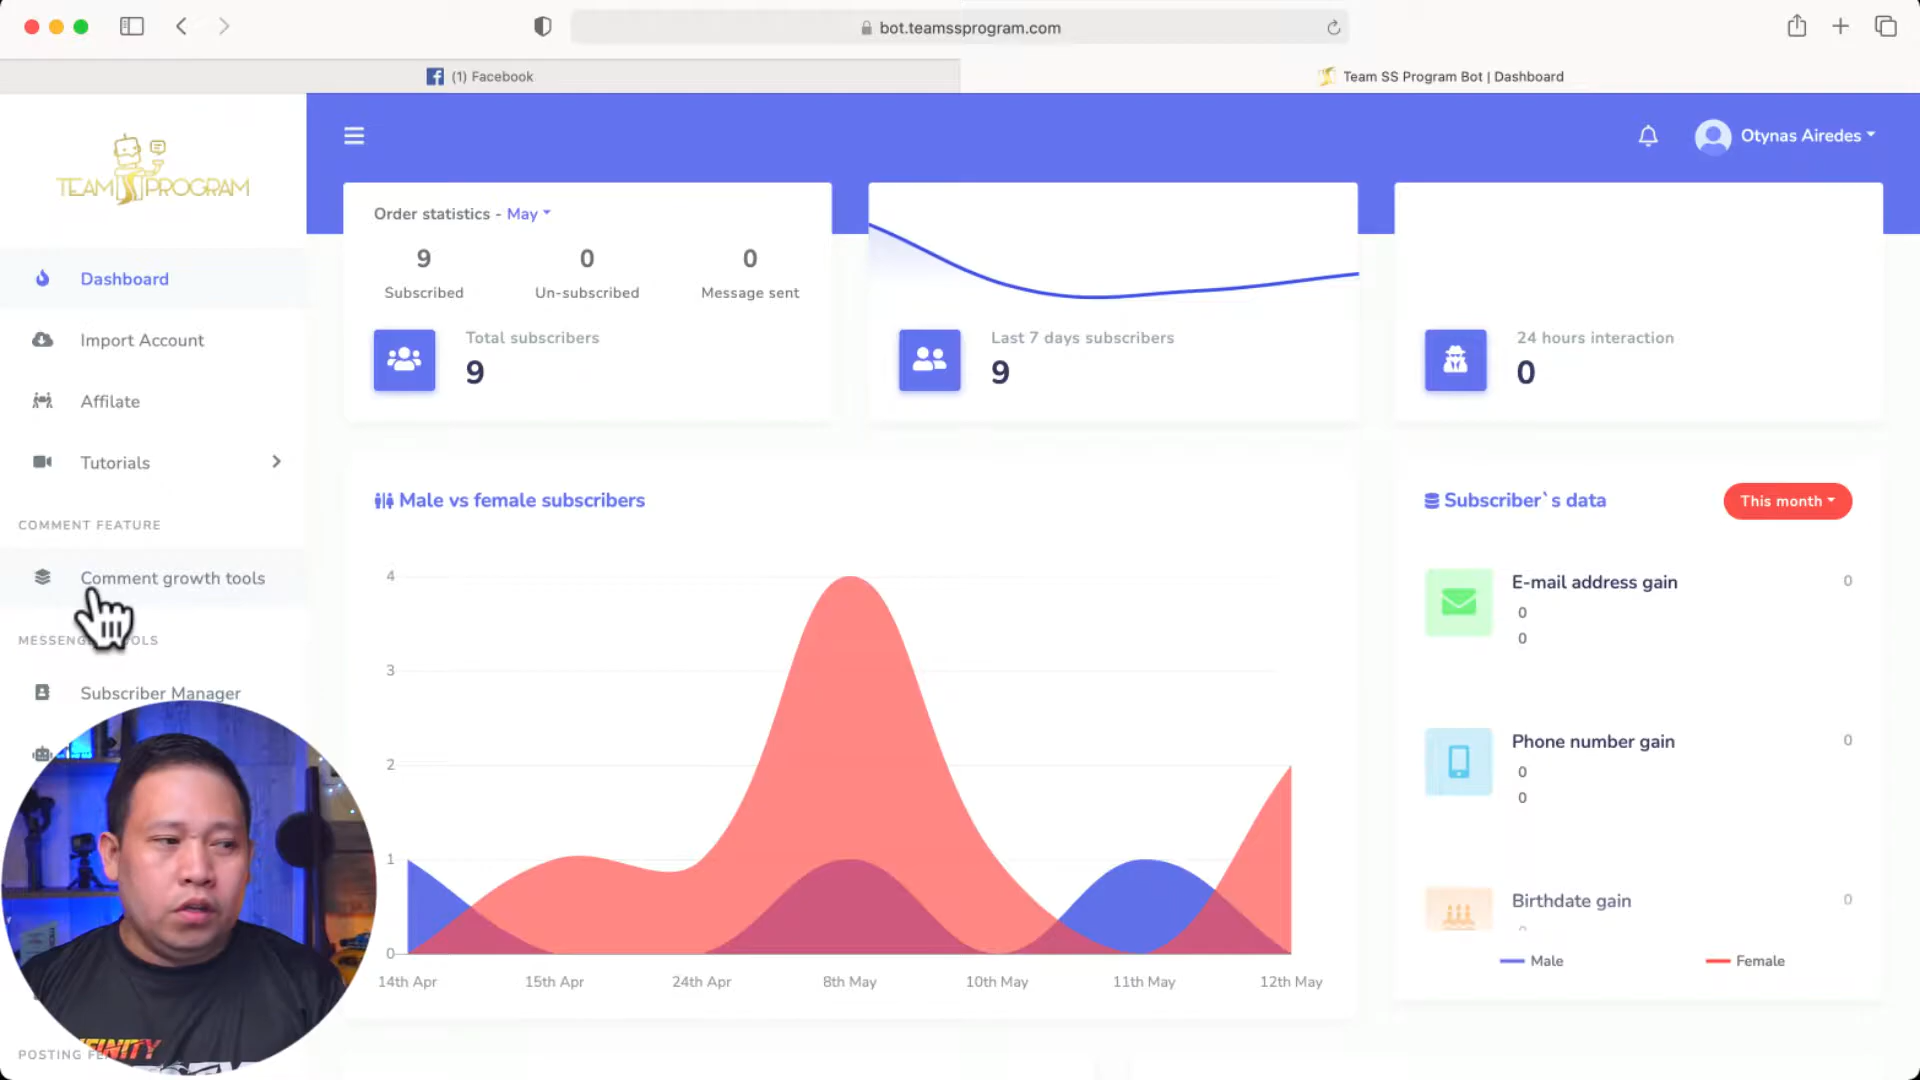 bot.teamssprogram.com
(1) Facebook
Team SS Program Bot | Dashboard
TEAM SS PROGRAM
Otynas Airedes
Order statistics - May
9
0
0
Subscribed
Un-subscribed
Message sent
Total subscribers
9
Last 7 days subscribers
9
24 hours interaction
0
Dashboard
Import Account
Affilate
Tutorials
COMMENT FEATURE
Comment growth tools
Subscriber Manager
Male vs female subscribers
4
3
2
1
0
14th Apr
15th Apr
24th Apr
8th May
10th May
11th May
12th May
Subscriber`s data
This month
E-mail address gain
0
0
0
Phone number gain
0
0
0
Birthdate gain
0
Male
Female
POSTING